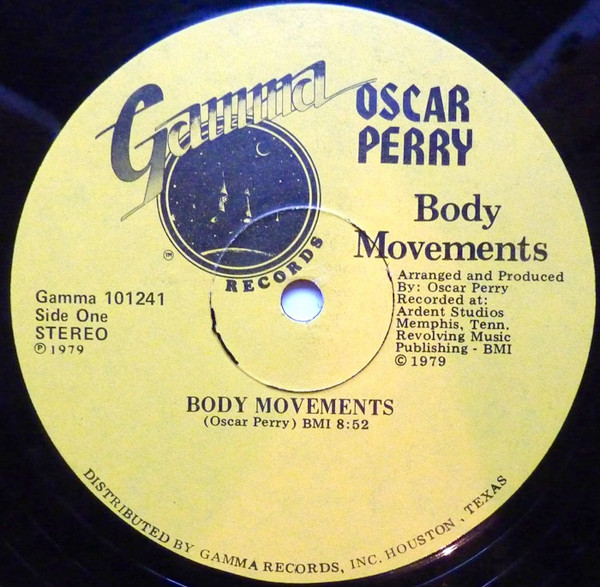 Gamma
RECORDS
TM
OSCAR
PERRY
Body
Movements
Arranged and Produced
By: Oscar Perry
Recorded at:
Ardent Studios
Memphis, Tenn.
Revolving Music
Publishing - BMI
© 1979
Gamma 101241
Side One
STEREO
℗ 1979
BODY MOVEMENTS
(Oscar Perry) BMI 8:52
DISTRIBUTED BY GAMMA RECORDS, INC. HOUSTON, TEXAS